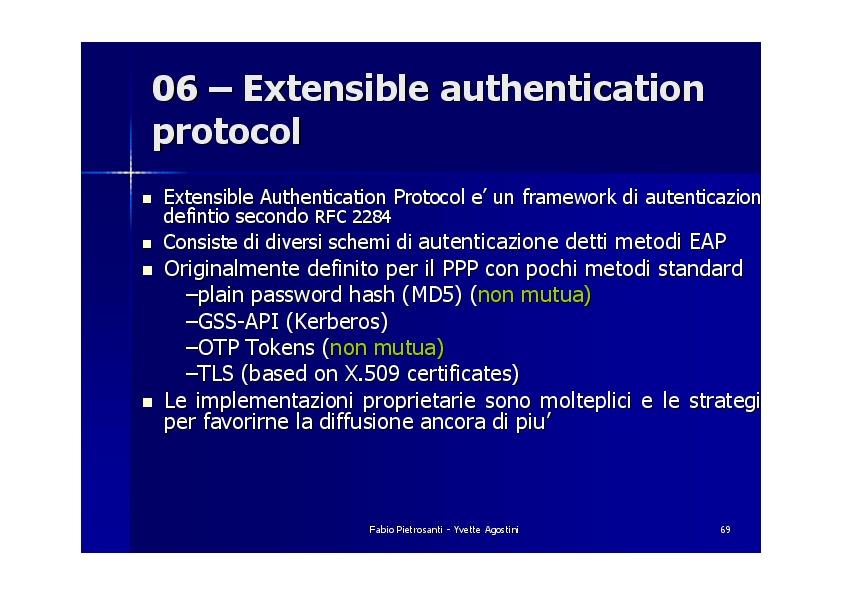 06 – Extensible authentication
protocol
Extensible Authentication Protocol e’ un framework di autenticazion
defintio secondo RFC 2284
Consiste di diversi schemi di autenticazione detti metodi EAP
Originalmente definito per il PPP con pochi metodi standard
–plain password hash (MD5) (non mutua)
–GSS-API (Kerberos)
–OTP Tokens (non mutua)
–TLS (based on X.509 certificates)
Le implementazioni proprietarie sono molteplici e le strategi
per favorirne la diffusione ancora di piu’
Fabio Pietrosanti - Yvette Agostini
69